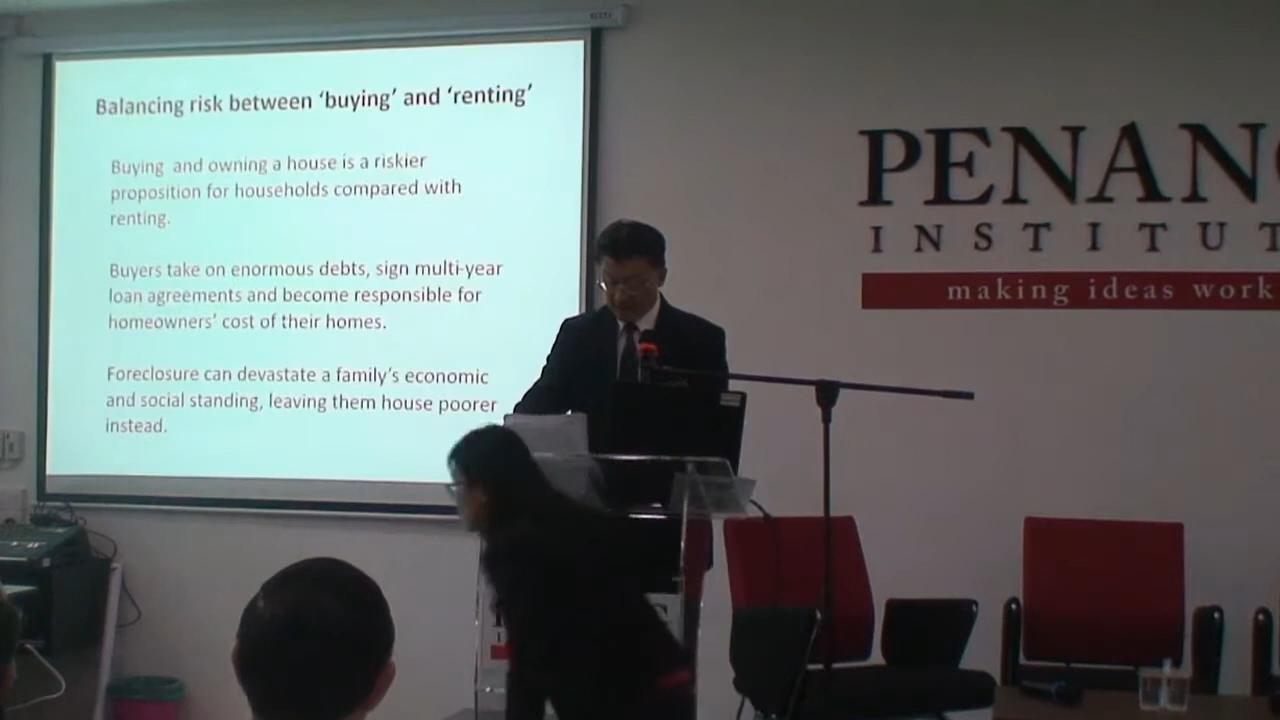 Balancing risk between ‘buying’ and ‘renting’
Buying and owning a house is a riskier
proposition for households compared with
renting.
Buyers take on enormous debts, sign multi-year
loan agreements and become responsible for
homeowners’ cost of their homes.
Foreclosure can devastate a family’s economic
and social standing, leaving them house poorer
instead.
PENANG
INSTITUT
making ideas work